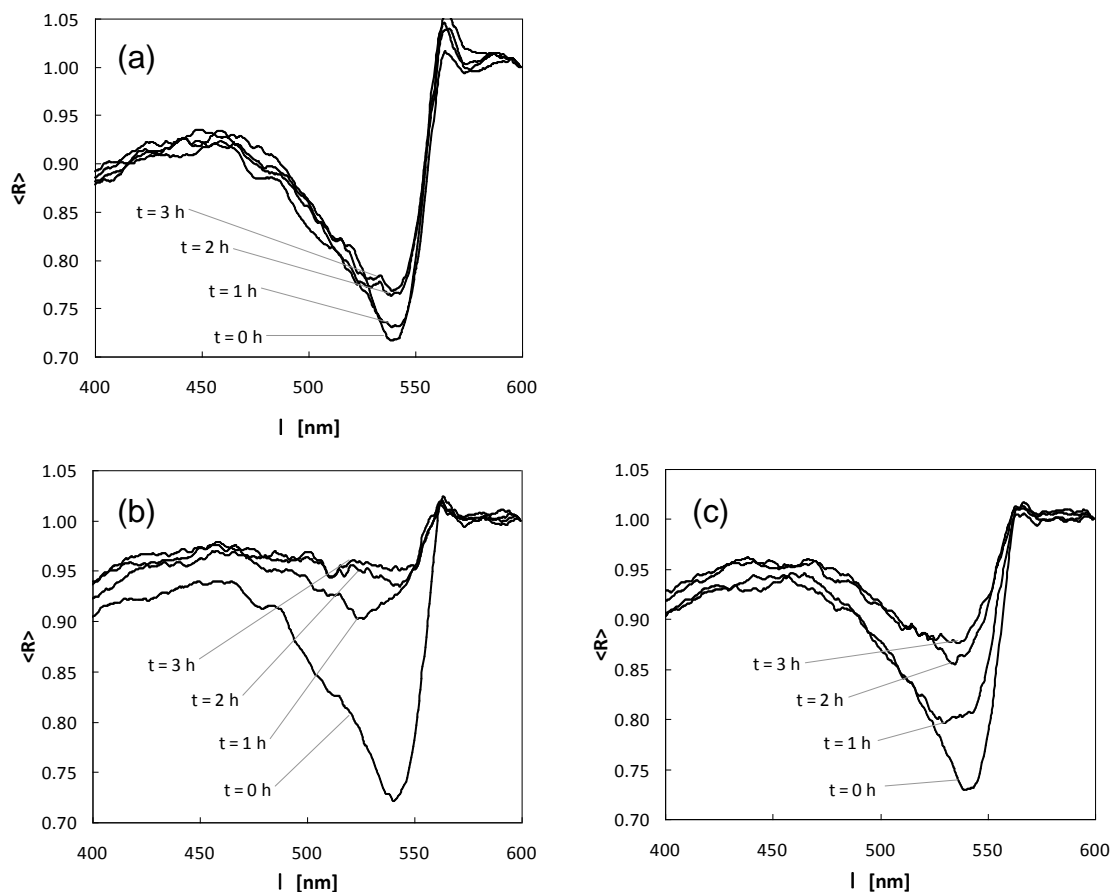 (a)
1.05
1.00
0.95
0.90
0.85
0.80
0.75
0.70
<R>
t = 3 h
t = 2 h
t = 1 h
t = 0 h
400 450 500 550 600
l [nm]
(b)
1.05
1.00
0.95
0.90
0.85
0.80
0.75
0.70
<R>
t = 3 h
t = 2 h
t = 1 h
t = 0 h
400 450 500 550 600
l [nm]
(c)
1.05
1.00
0.95
0.90
0.85
0.80
0.75
0.70
<R>
t = 3 h
t = 2 h
t = 1 h
t = 0 h
400 450 500 550 600
l [nm]